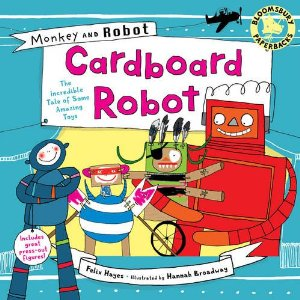 Monkey AND Robot
Cardboard
Robot
The
incredible
Tale of Some
Amazing
Toys
BLOOMSBURY
PAPERBACKS
Includes
great
press-out
figures!
Felix Hayes - illustrated by Hannah Broadway